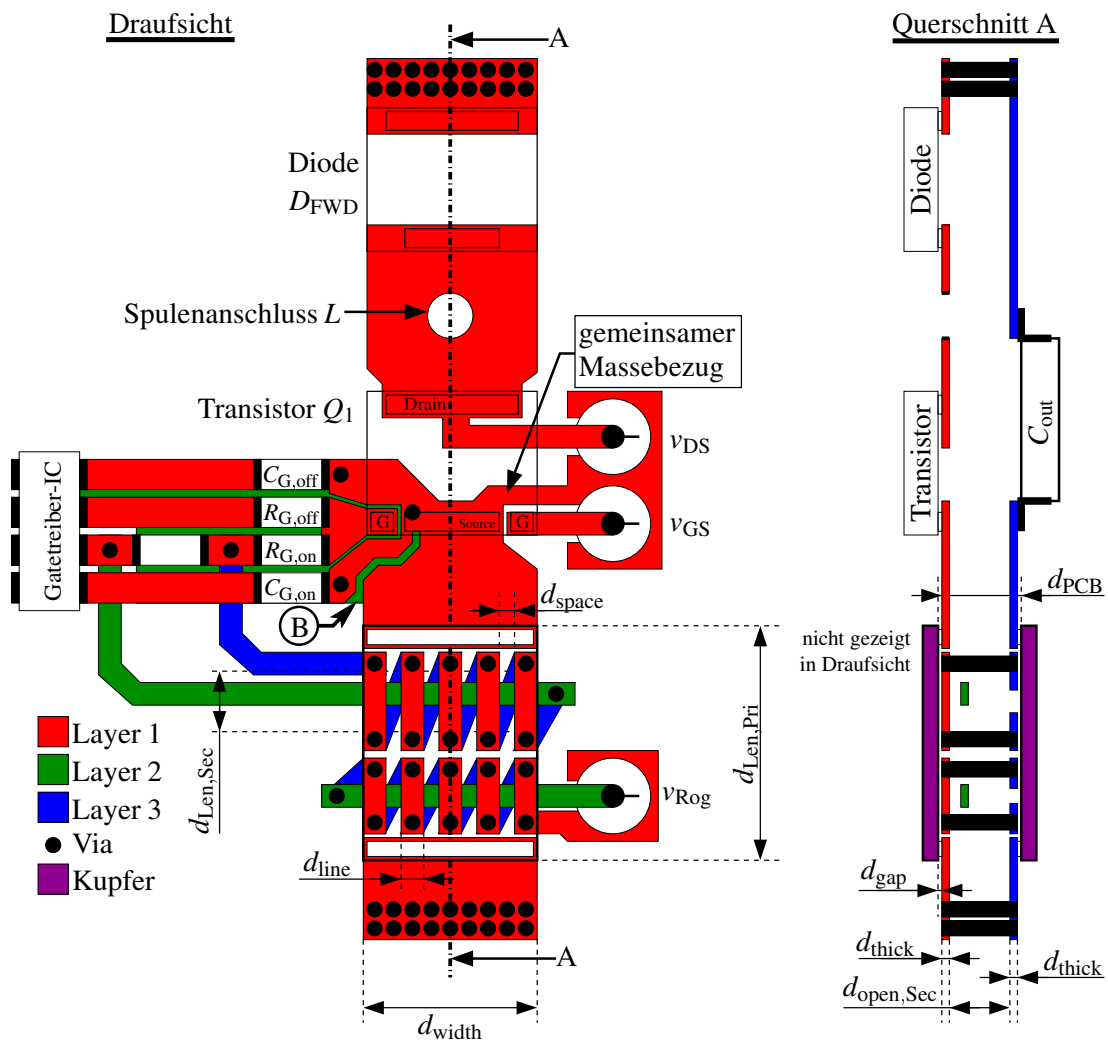 Draufsicht
A
Querschnitt A
Diode
D_FWD
Diode
Spulenanschluss L
gemeinsamer
Massebezug
Drain
Transistor Q_1
v_DS
Transistor
C_out
Gatetreiber-IC
C_G,off
R_G,off
R_G,on
C_G,on
G
Source
G
v_GS
B
d_space
d_PCB
nicht gezeigt
in Draufsicht
Layer 1
Layer 2
Layer 3
Via
Kupfer
d_Len,Sec
d_Len,Pri
v_Rog
d_line
d_gap
A
d_thick
d_thick
d_open,Sec
d_width